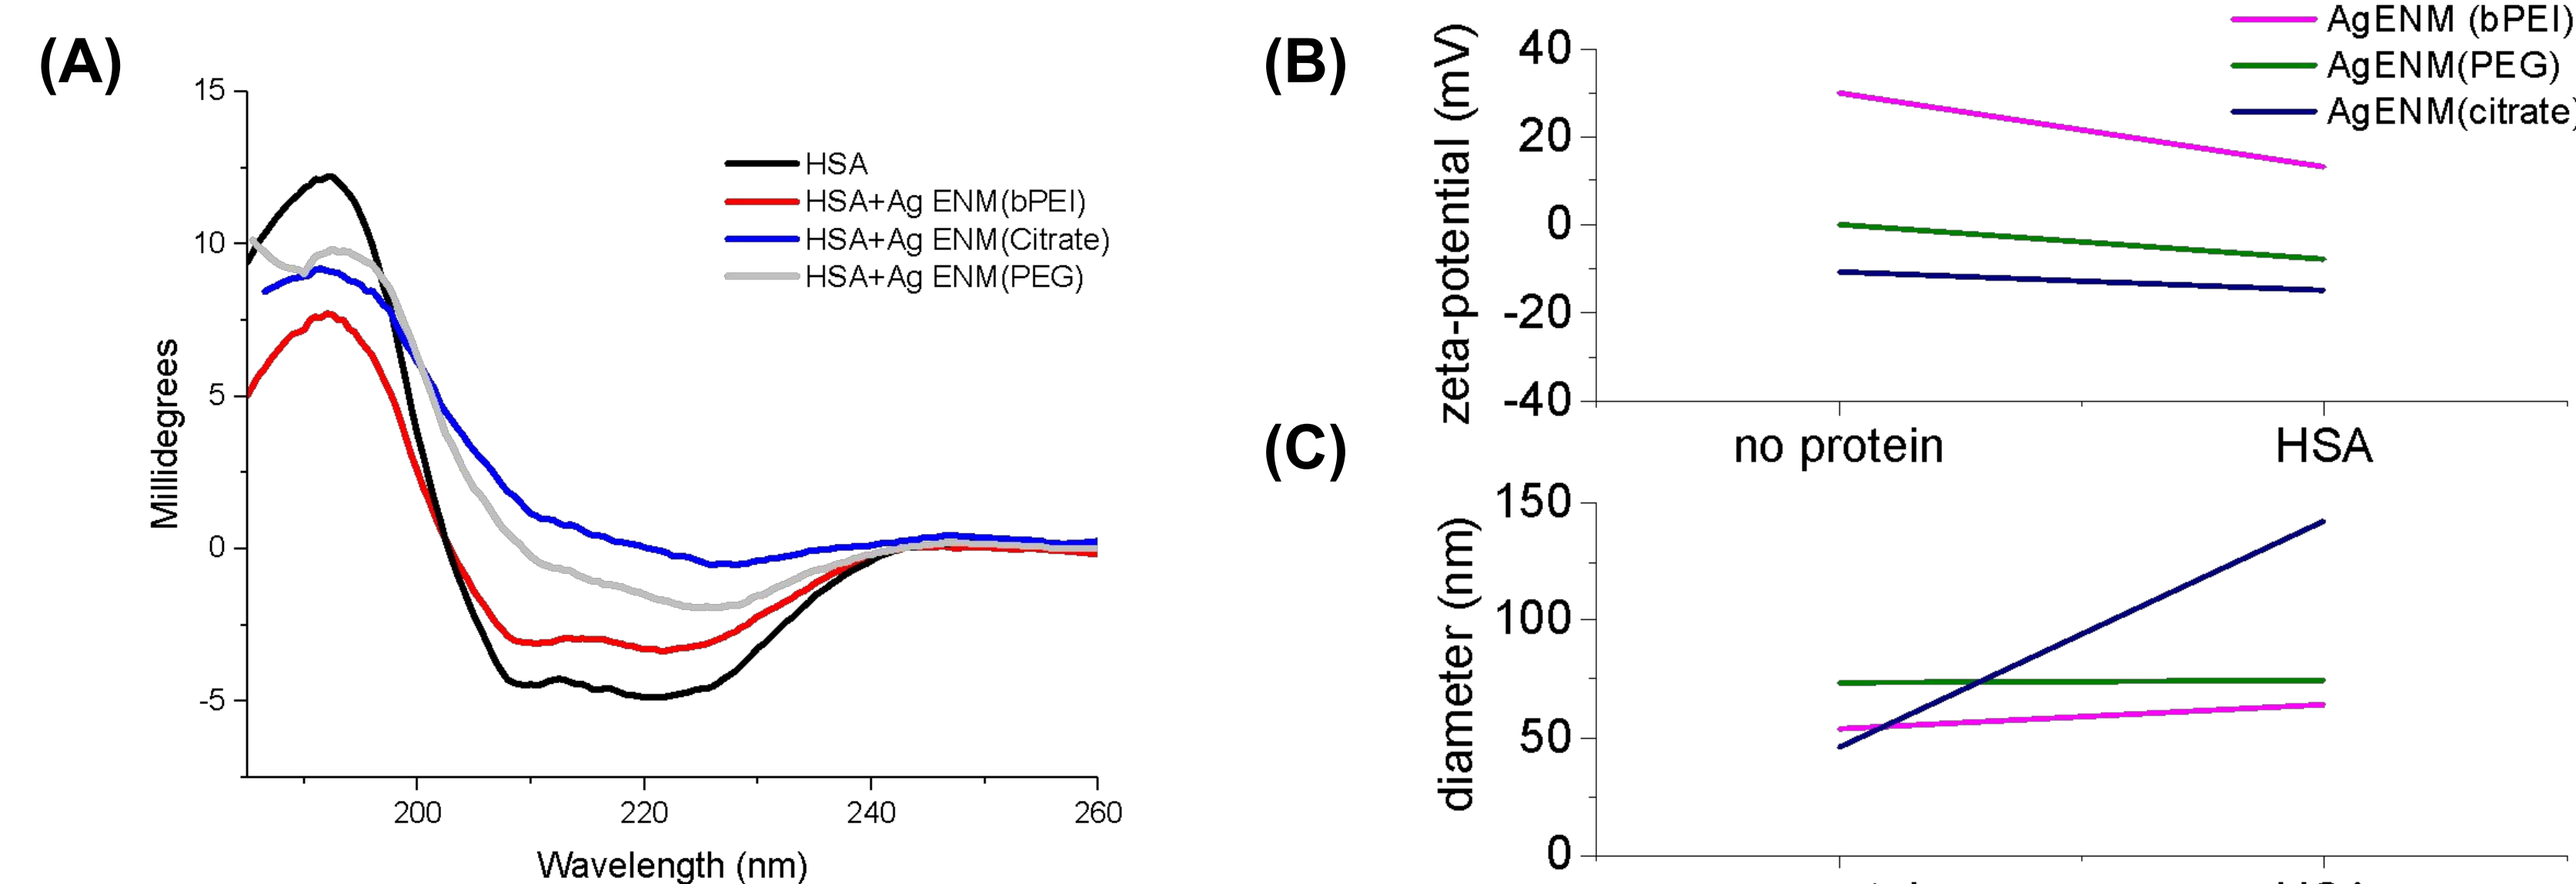 (A)
15
10
5
0
-5
Millidegrees
200
220
240
260
Wavelength (nm)
HSA
HSA+Ag ENM(bPEI)
HSA+Ag ENM(Citrate)
HSA+Ag ENM(PEG)
(B)
AgENM (bPEI)
AgENM(PEG)
AgENM(citrate)
40
20
0
-20
-40
zeta-potential (mV)
no protein
HSA
(C)
150
100
50
0
diameter (nm)
HSA